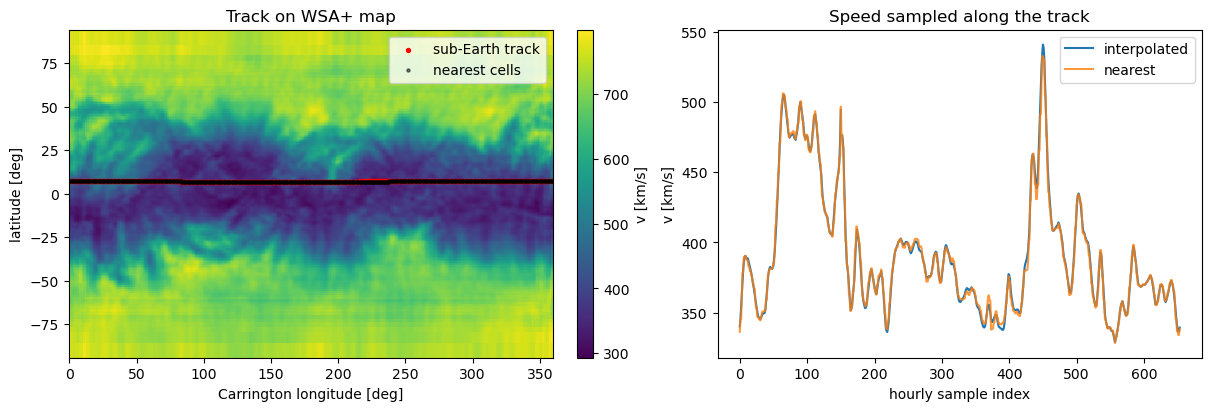 Track on WSA+ map
sub-Earth track
nearest cells
latitude [deg]
75
50
25
0
−25
−50
−75
0 50 100 150 200 250 300 350
Carrington longitude [deg]
700
600
500
400
300
v [km/s]
Speed sampled along the track
interpolated
nearest
v [km/s]
550
500
450
400
350
0 100 200 300 400 500 600
hourly sample index